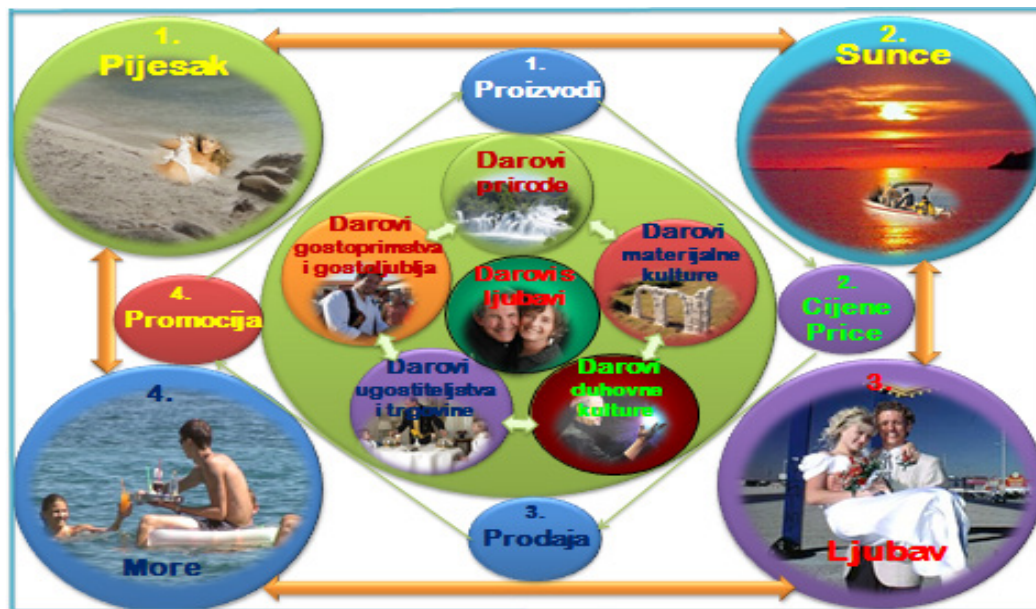 1.
Pijesak
2.
Sunce
1.
Proizvodi
Darovi
prirode
Darovi
gostoprimstva
i gostoljublja
Darovi
materijalne
kulture
Darovi s
ljubavi
4.
Promocija
2.
Cijene
Price
Darovi
ugostiteljstva
i trgovine
Darovi
duhovne
kulture
4.
More
3.
Ljubav
3.
Prodaja